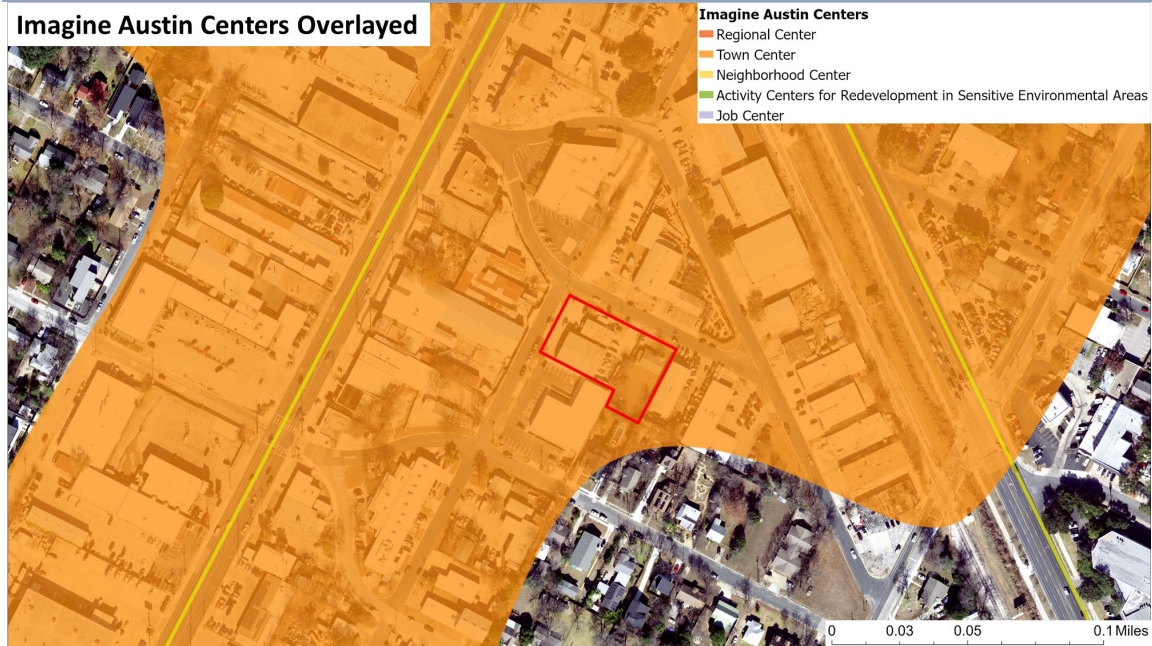 Imagine Austin Centers Overlayed
Imagine Austin Centers
Regional Center
Town Center
Neighborhood Center
Activity Centers for Redevelopment in Sensitive Environmental Areas
Job Center
0 0.03 0.05 0.1 Miles